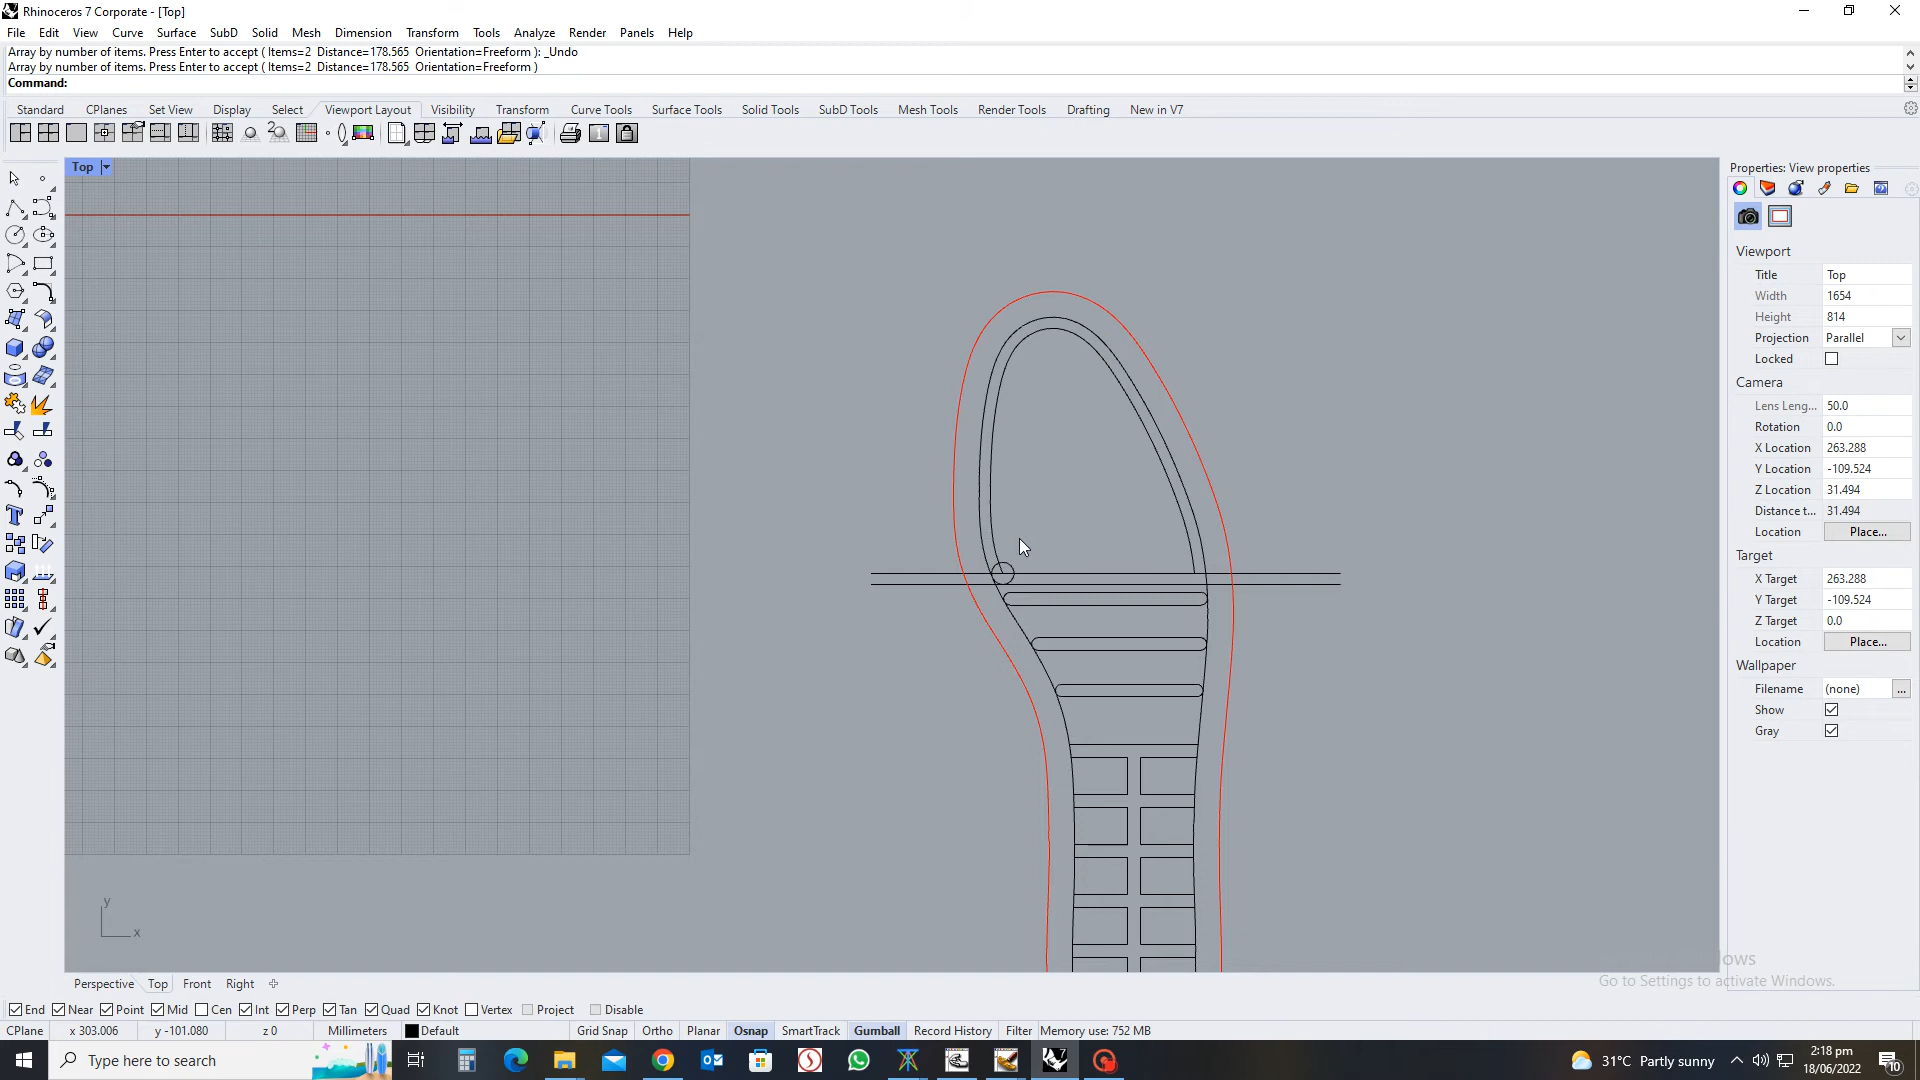 Rhinoceros 7 Corporate - [Top]
File Edit View Curve Surface SubD Solid Mesh Dimension Transform Tools Analyze Render Panels Help
Array by number of items. Press Enter to accept ( Items=2 Distance=178.565 Orientation=Freeform ): _Undo
Array by number of items. Press Enter to accept ( Items=2 Distance=178.565 Orientation=Freeform )
Command:
Standard CPlanes Set View Display Select Viewport Layout Visibility Transform Curve Tools Surface Tools Solid Tools SubD Tools Mesh Tools Render Tools Drafting New in V7
Top
Properties: View properties
Viewport
Title Top
Width 1654
Height 814
Projection Parallel
Locked
Camera
Lens Leng... 50.0
Rotation 0.0
X Location 263.288
Y Location -109.524
Z Location 31.494
Distance t... 31.494
Location Place...
Target
X Target 263.288
Y Target -109.524
Z Target 0.0
Location Place...
Wallpaper
Filename (none) ...
Show
Gray
y
x
Go to Settings to activate Windows.
Perspective Top Front Right
End Near Point Mid Cen Int Perp Tan Quad Knot Vertex Project Disable
CPlane x 303.006 y -101.080 z 0 Millimeters Default Grid Snap Ortho Planar Osnap SmartTrack Gumball Record History Filter Memory use: 752 MB
Type here to search
31°C Partly sunny
2:18 pm
18/06/2022
10